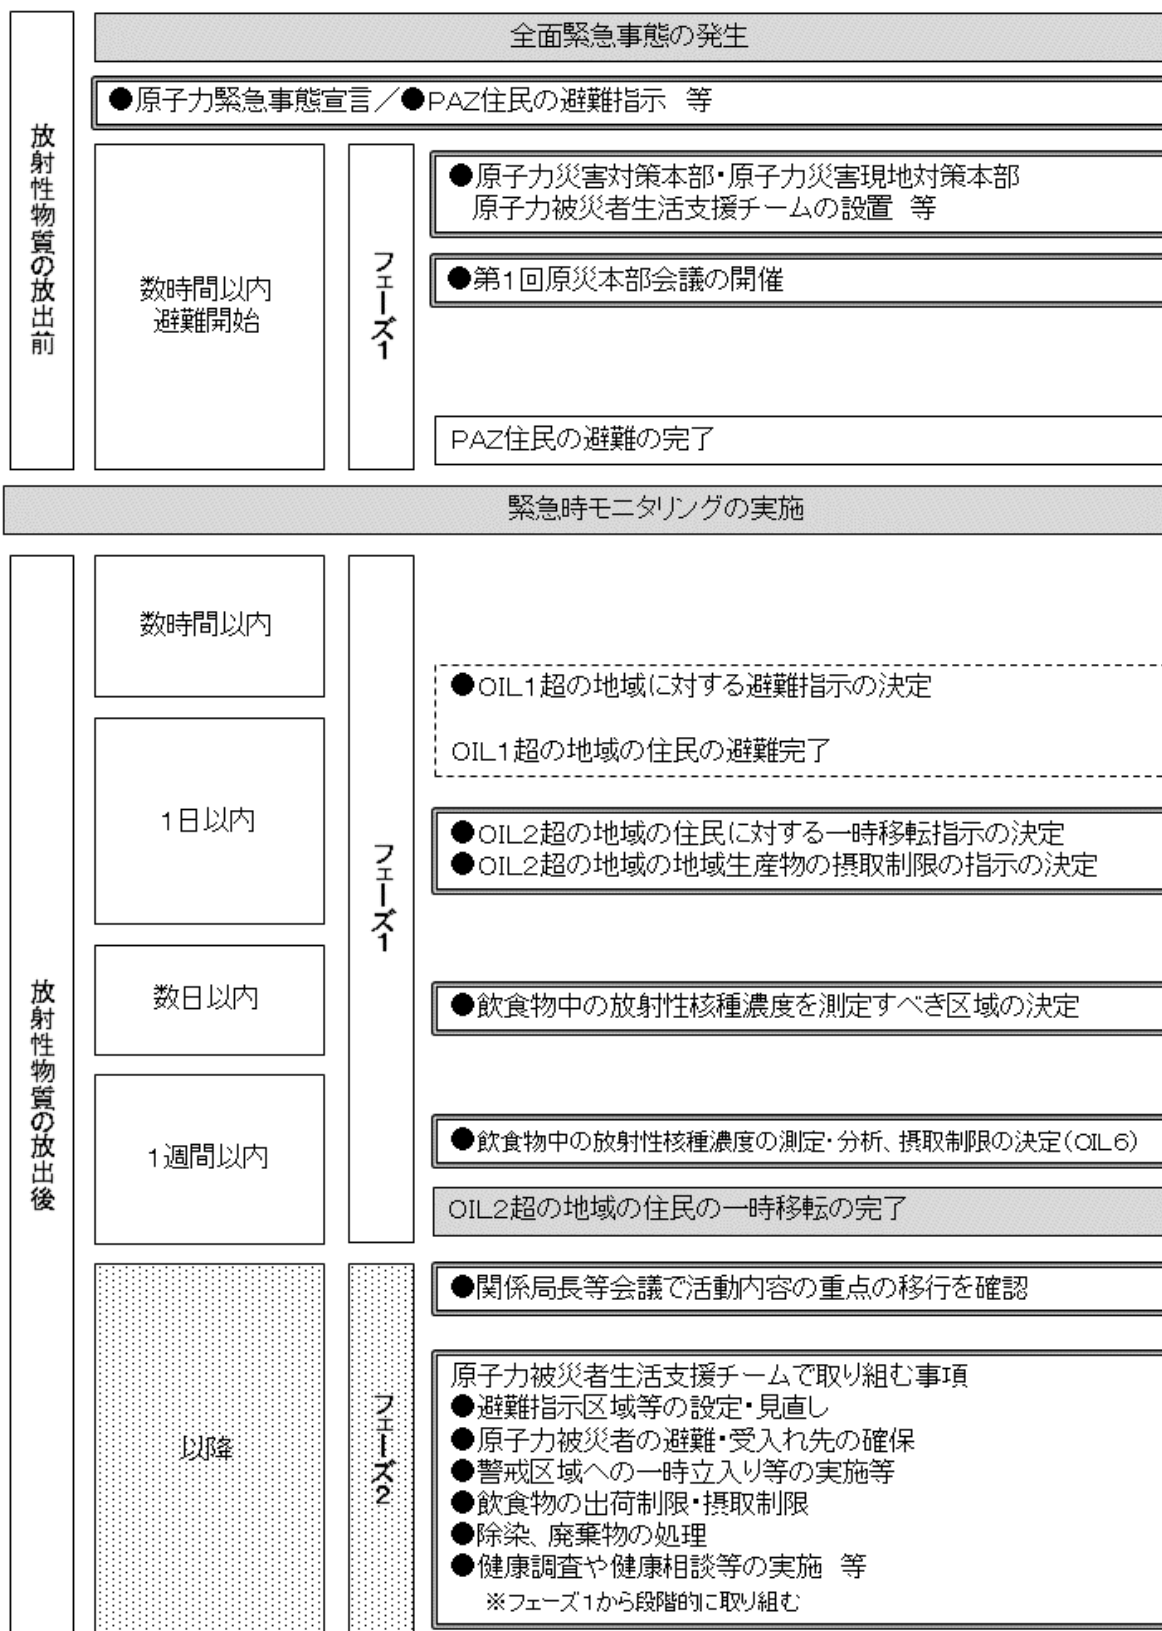 全面緊急事態の発生
●原子力緊急事態宣言／●PAZ住民の避難指示　等
放射性物質の放出前
数時間以内
避難開始
フェーズ1
●原子力災害対策本部・原子力災害現地対策本部
原子力被災者生活支援チームの設置　等
●第1回原災本部会議の開催
PAZ住民の避難の完了
緊急時モニタリングの実施
放射性物質の放出後
数時間以内
フェーズ1
●OIL1超の地域に対する避難指示の決定
OIL1超の地域の住民の避難完了
1日以内
●OIL2超の地域の住民に対する一時移転指示の決定
●OIL2超の地域の地域生産物の摂取制限の指示の決定
数日以内
●飲食物中の放射性核種濃度を測定すべき区域の決定
1週間以内
●飲食物中の放射性核種濃度の測定・分析、摂取制限の決定（OIL6）
OIL2超の地域の住民の一時移転の完了
以降
フェーズ2
●関係局長等会議で活動内容の重点の移行を確認
原子力被災者生活支援チームで取り組む事項
●避難指示区域等の設定・見直し
●原子力被災者の避難・受入れ先の確保
●警戒区域への一時立入り等の実施等
●飲食物の出荷制限・摂取制限
●除染、廃棄物の処理
●健康調査や健康相談等の実施　等
※フェーズ1から段階的に取り組む